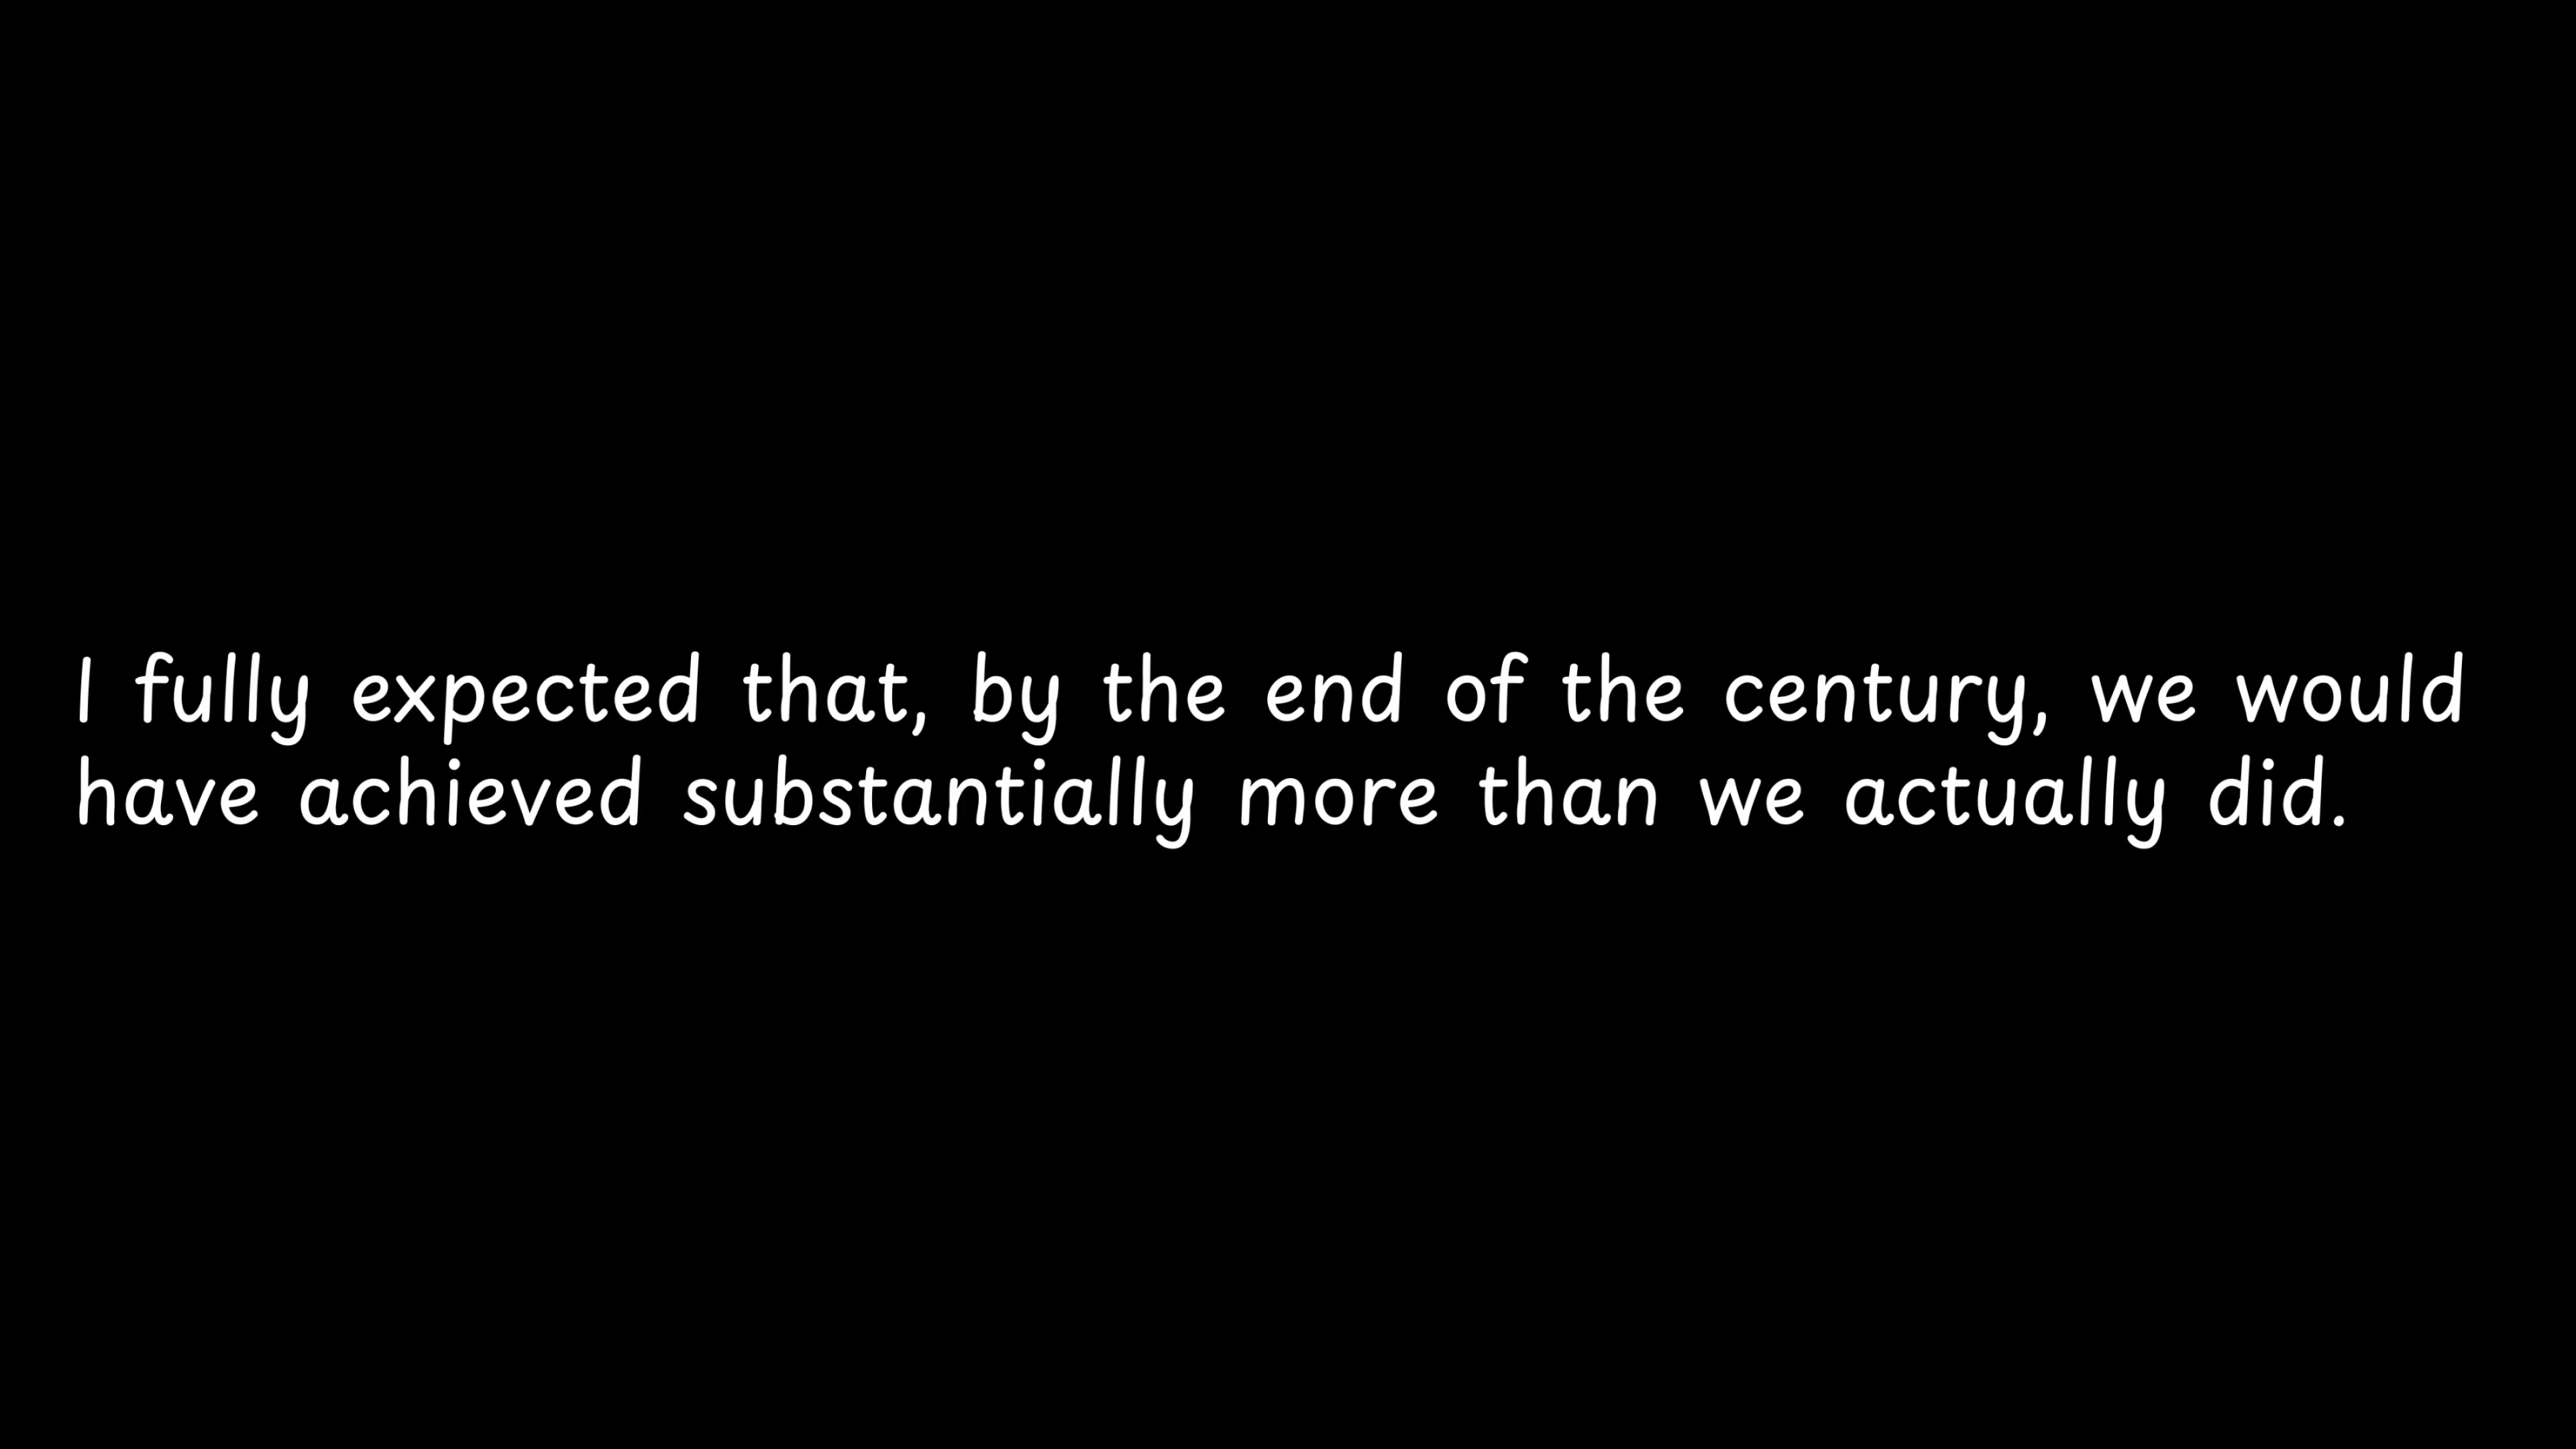 I fully expected that, by the end of the century, we would
have achieved substantially more than we actually did.